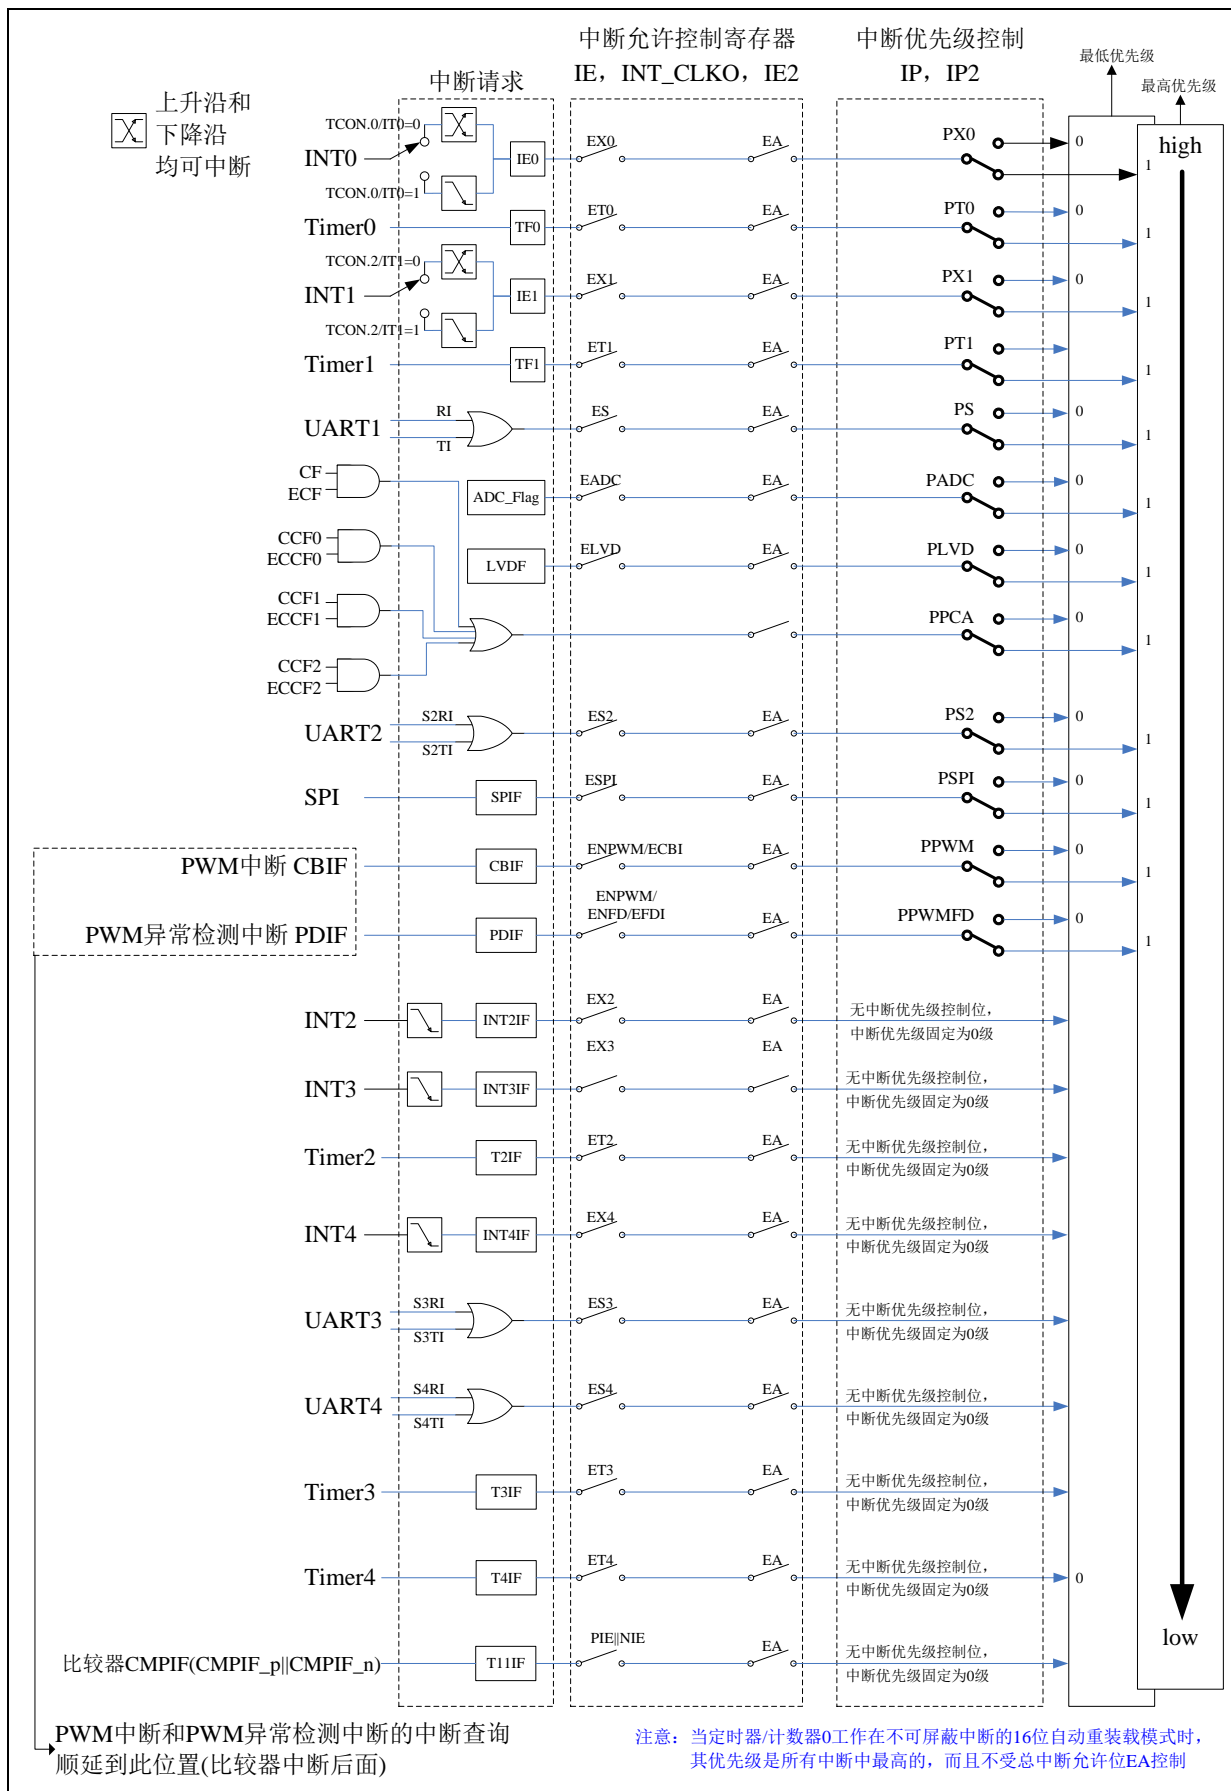 中断允许控制寄存器
IE，INT_CLKO，IE2
中断优先级控制
IP，IP2
最低优先级
最高优先级
中断请求
上升沿和
下降沿
均可中断
TCON.0/IT0=0
INT0
TCON.0/IT0=1
IE0
EX0
EA
PX0
0
1
high
Timer0
TF0
ET0
EA
PT0
0
1
TCON.2/IT1=0
INT1
TCON.2/IT1=1
IE1
EX1
EA
PX1
0
1
Timer1
TF1
ET1
EA
PT1
1
UART1
RI
TI
ES
EA
PS
0
1
CF
ECF
ADC_Flag
EADC
EA
PADC
0
1
CCF0
ECCF0
LVDF
ELVD
EA
PLVD
0
1
CCF1
ECCF1
PPCA
0
1
CCF2
ECCF2
UART2
S2RI
S2TI
ES2
EA
PS2
0
1
SPI
SPIF
ESPI
EA
PSPI
0
1
PWM中断 CBIF
CBIF
ENPWM/ECBI
EA
PPWM
0
1
PWM异常检测中断 PDIF
PDIF
ENPWM/
ENFD/EFDI
EA
PPWMFD
0
1
INT2
INT2IF
EX2
EA
无中断优先级控制位，
中断优先级固定为0级
INT3
INT3IF
EX3
EA
无中断优先级控制位，
中断优先级固定为0级
Timer2
T2IF
ET2
EA
无中断优先级控制位，
中断优先级固定为0级
INT4
INT4IF
EX4
EA
无中断优先级控制位，
中断优先级固定为0级
UART3
S3RI
S3TI
ES3
EA
无中断优先级控制位，
中断优先级固定为0级
UART4
S4RI
S4TI
ES4
EA
无中断优先级控制位，
中断优先级固定为0级
Timer3
T3IF
ET3
EA
无中断优先级控制位，
中断优先级固定为0级
Timer4
T4IF
ET4
EA
无中断优先级控制位，
中断优先级固定为0级
0
low
比较器CMPIF(CMPIF_p||CMPIF_n)
T11IF
PIE||NIE
EA
无中断优先级控制位，
中断优先级固定为0级
PWM中断和PWM异常检测中断的中断查询
顺延到此位置(比较器中断后面)
注意：当定时器/计数器0工作在不可屏蔽中断的16位自动重装载模式时，
其优先级是所有中断中最高的，而且不受总中断允许位EA控制